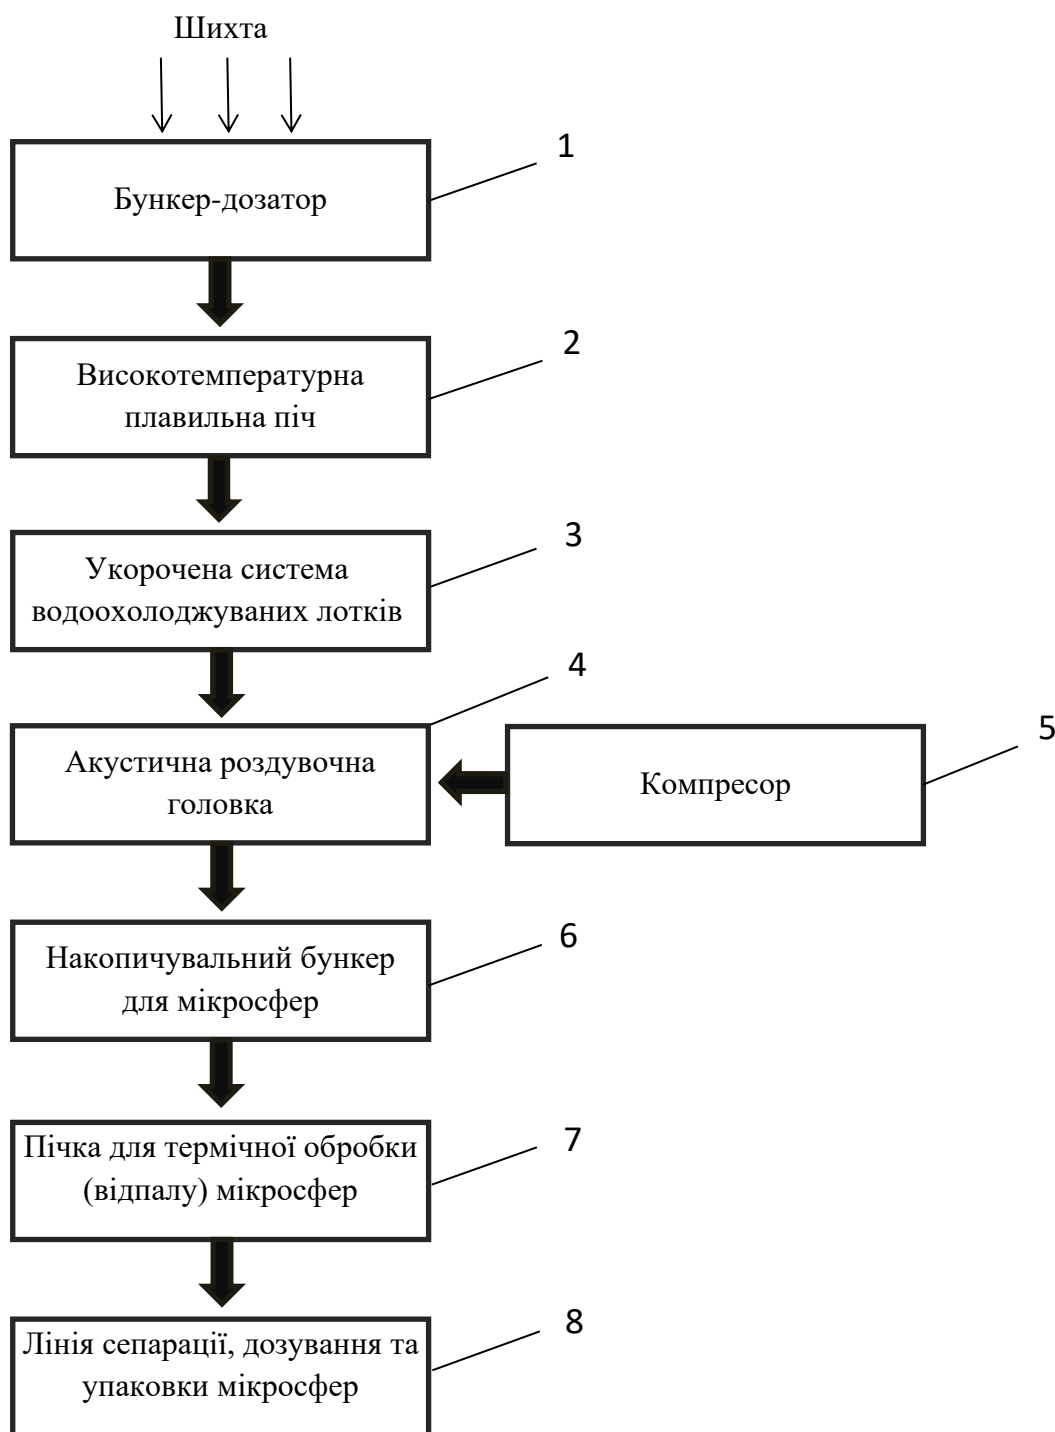 Шихта
1
Бункер-дозатор
2
Високотемпературна
плавильна піч
3
Укорочена система
водоохолоджуваних лотків
4
Акустична роздувочна
головка
5
Компресор
6
Накопичувальний бункер
для мікросфер
7
Пічка для термічної обробки
(відпалу) мікросфер
8
Лінія сепарації, дозування та
упаковки мікросфер